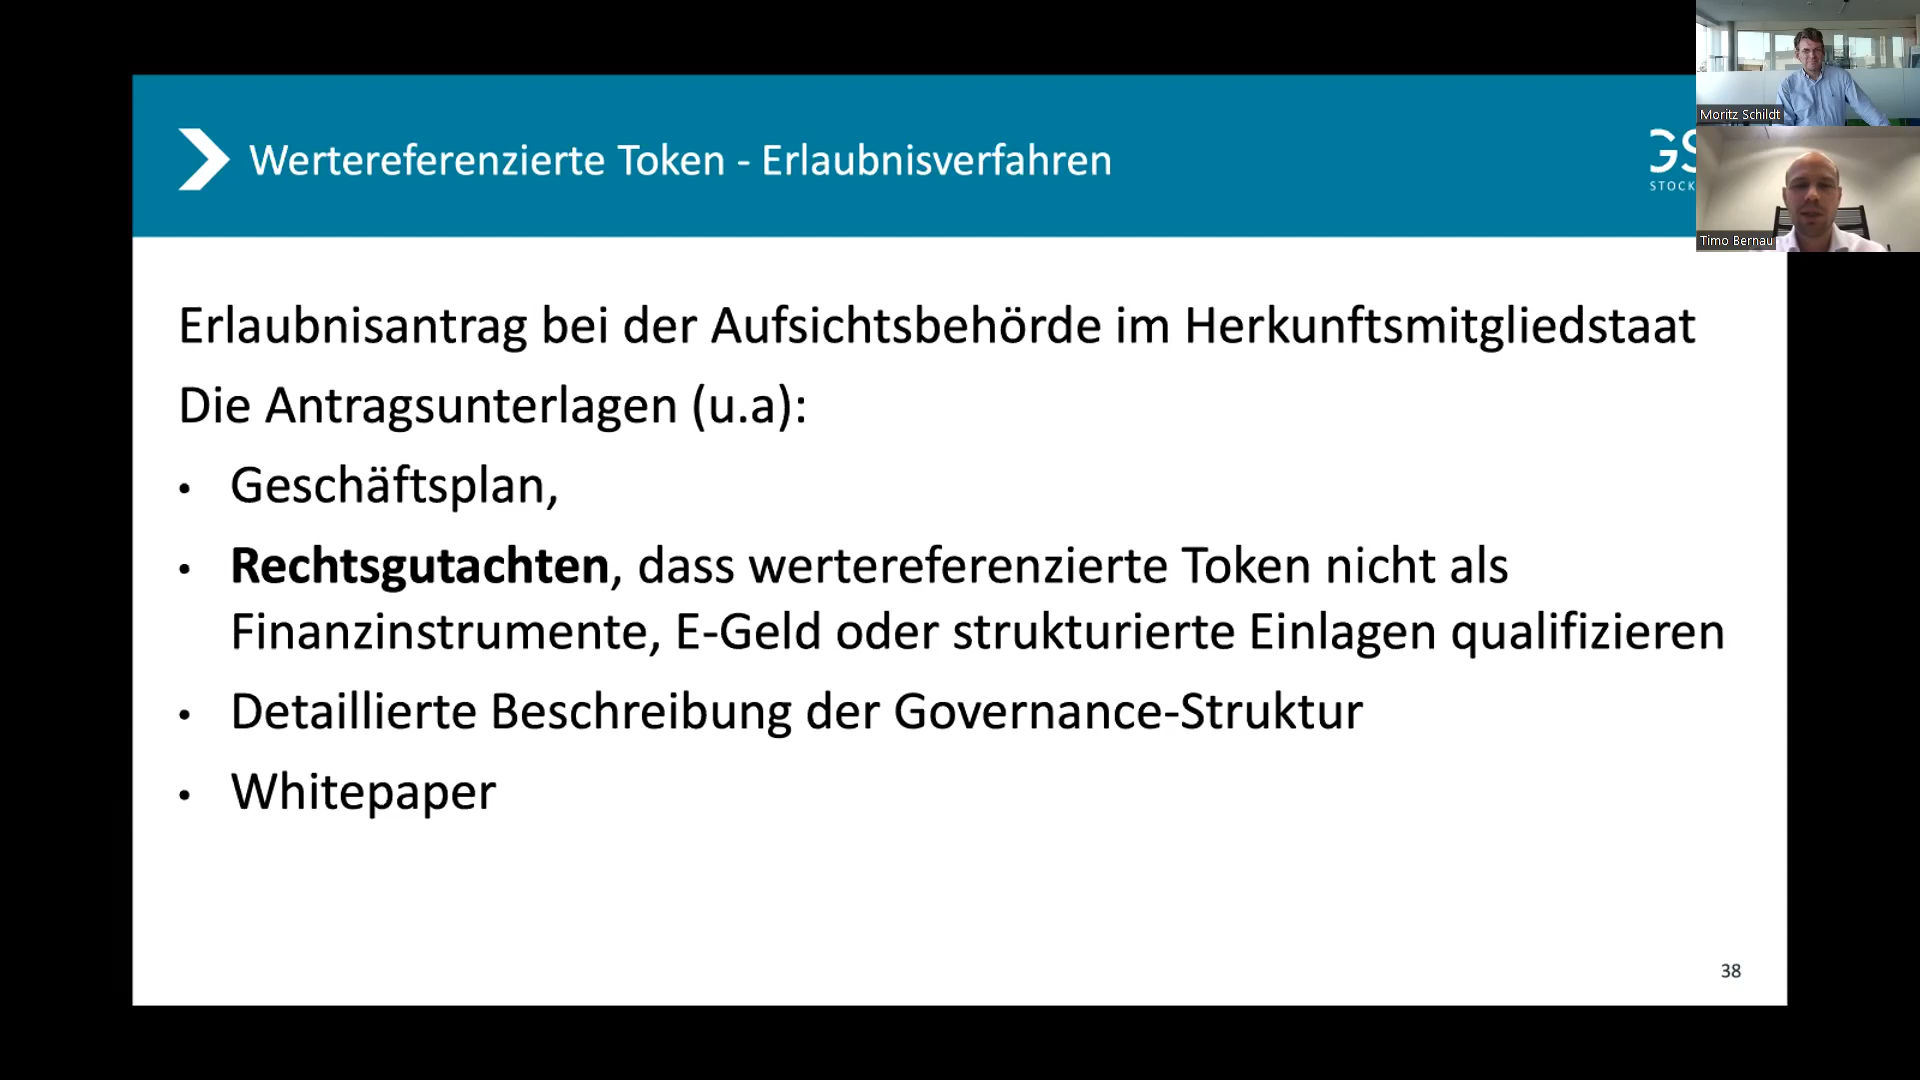 Wertereferenzierte Token - Erlaubnisverfahren
GS
STOCK
Moritz Schildt
Timo Bernau
Erlaubnisantrag bei der Aufsichtsbehörde im Herkunftsmitgliedstaat
Die Antragsunterlagen (u.a):
• Geschäftsplan,
• Rechtsgutachten, dass wertereferenzierte Token nicht als
Finanzinstrumente, E-Geld oder strukturierte Einlagen qualifizieren
• Detaillierte Beschreibung der Governance-Struktur
• Whitepaper
38